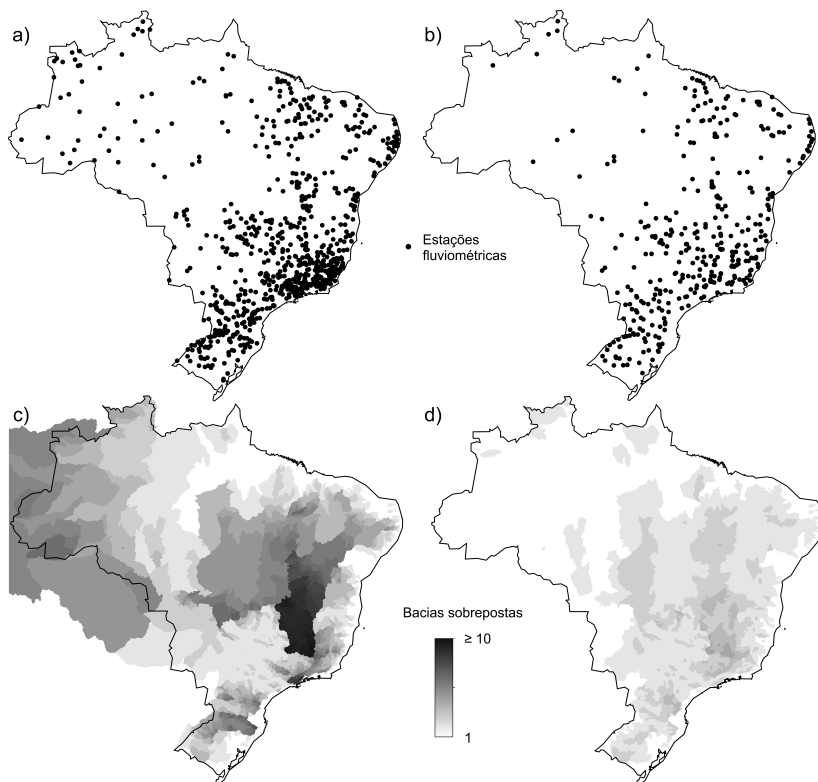 a)
b)
Estações
fluviométricas
c)
d)
Bacias sobrepostas
≥ 10
1